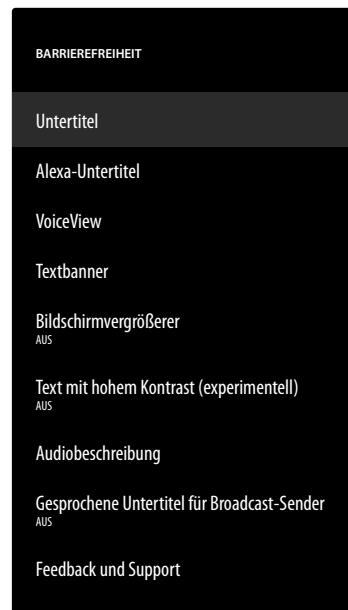 BARRIEREFREIHEIT
Untertitel
Alexa-Untertitel
VoiceView
Textbanner
Bildschirmvergrößerer
AUS
Text mit hohem Kontrast (experimentell)
AUS
Audiobeschreibung
Gesprochene Untertitel für Broadcast-Sender
AUS
Feedback und Support